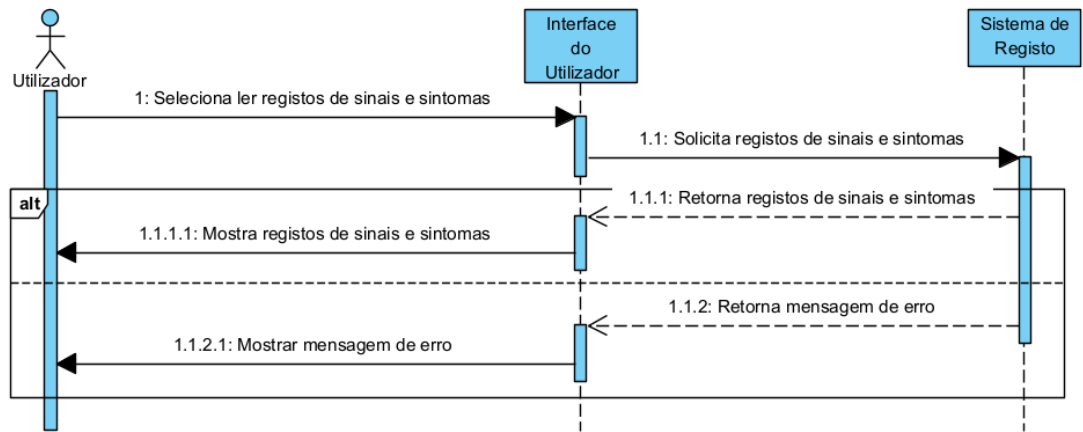 Utilizador
Interface
do
Utilizador
Sistema de
Registo
1: Seleciona ler registos de sinais e sintomas
1.1: Solicita registos de sinais e sintomas
alt
1.1.1: Retorna registos de sinais e sintomas
1.1.1.1: Mostra registos de sinais e sintomas
1.1.2: Retorna mensagem de erro
1.1.2.1: Mostrar mensagem de erro